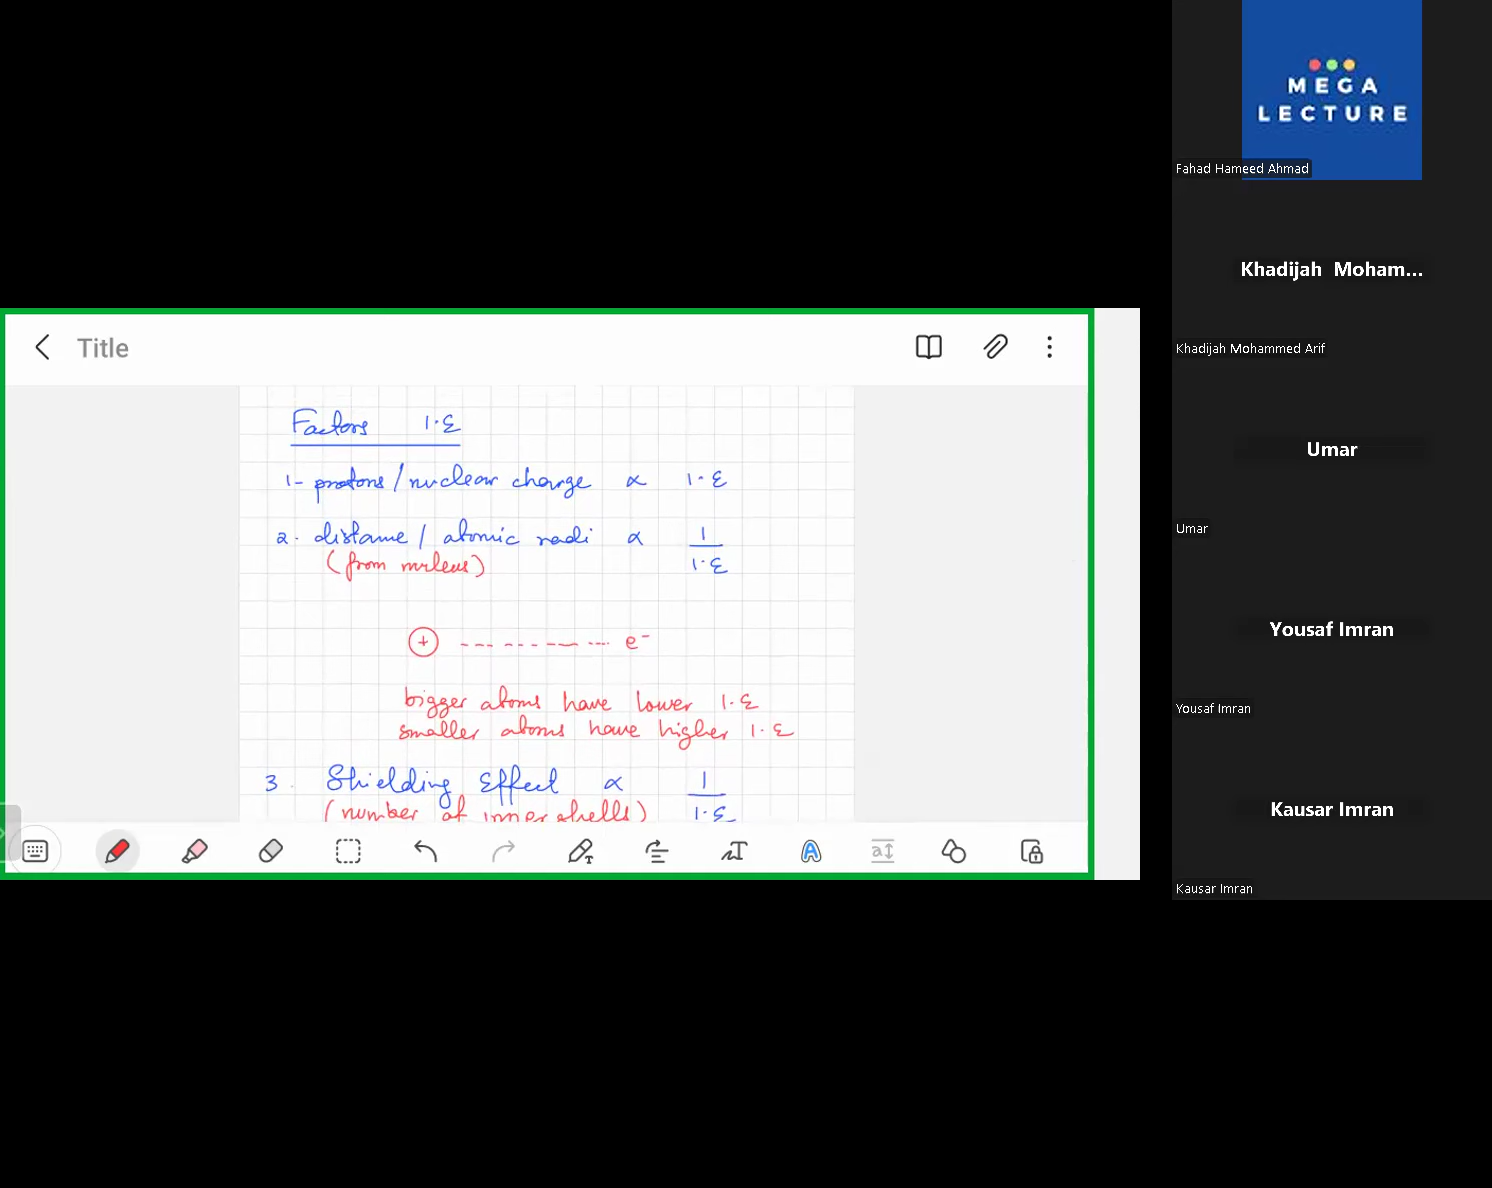 MEGA
LECTURE
Fahad Hameed Ahmad
Khadijah Moham...
Khadijah Mohammed Arif
Umar
Umar
Yousaf Imran
Yousaf Imran
Kausar Imran
Kausar Imran
Title
Factors I.E
1- protons / nuclear charge ∝ I.E
2. distance / atomic radi ∝ 1/I.E
(from nucleus)
+ ---------- e⁻
bigger atoms have lower I.E
smaller atoms have higher I.E
3. Shielding Effect ∝ 1/I.E
(number of inner shells)